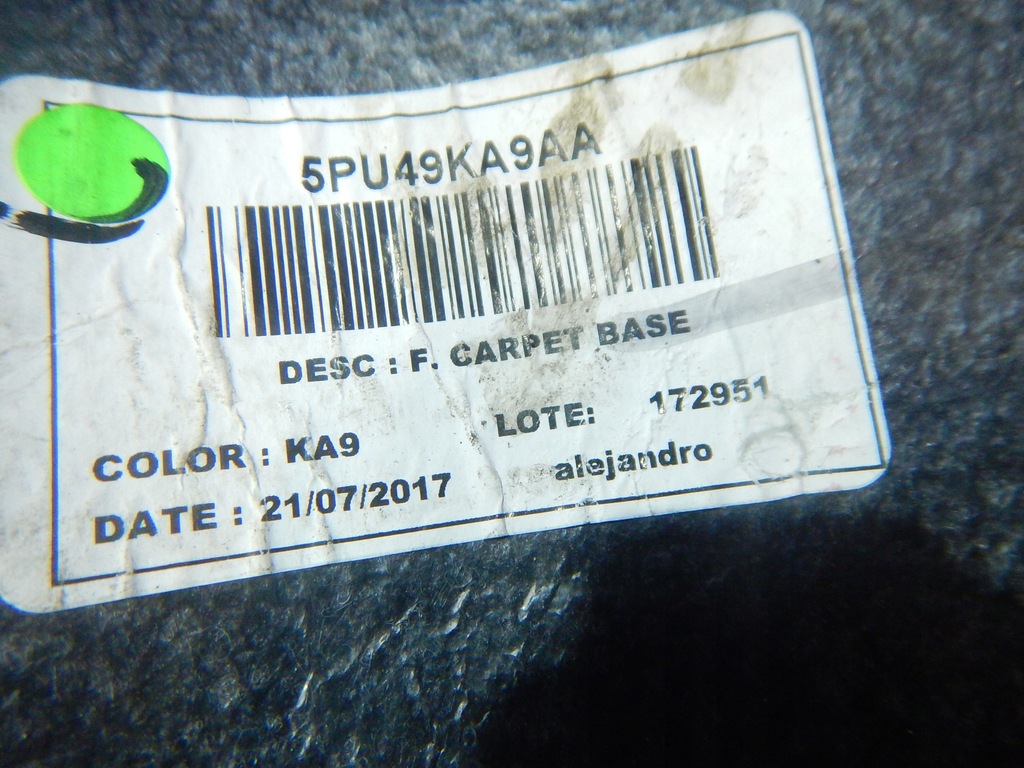 5PU49KA9AA
DESC : F. CARPET BASE
COLOR : KA9
LOTE: 172951
DATE : 21/07/2017
alejandro